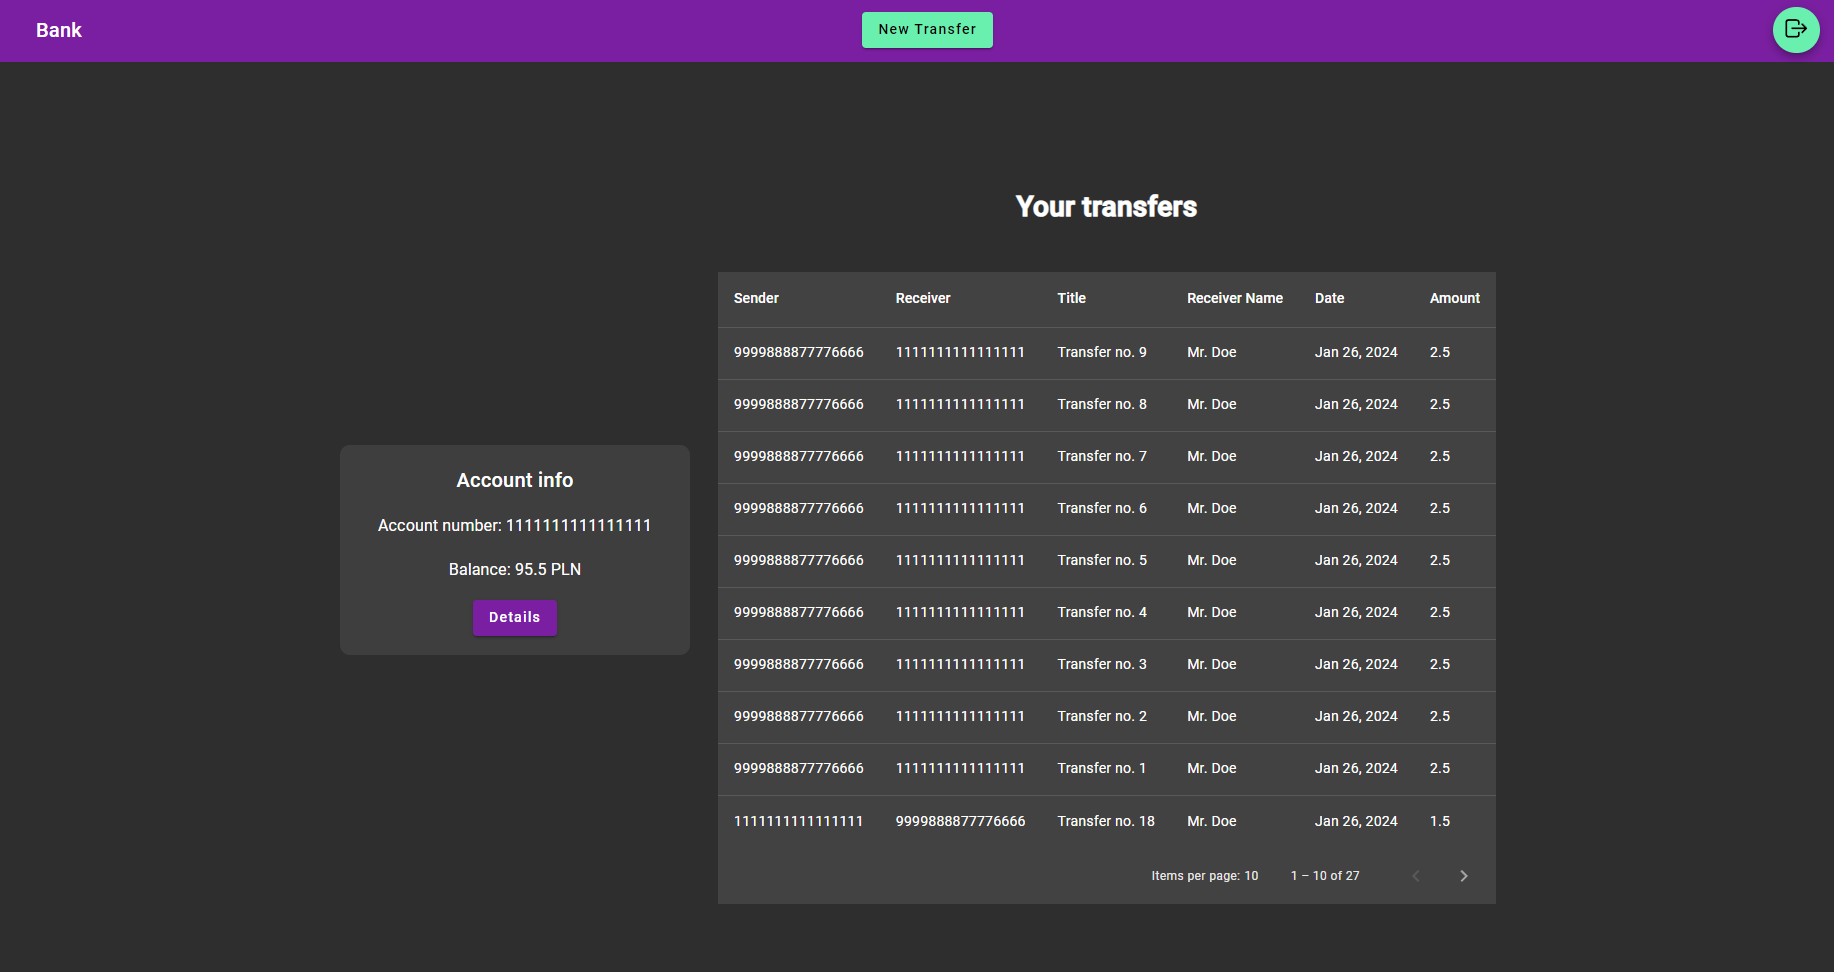 Bank
New Transfer
Your transfers
Account info
Account number: 1111111111111111
Balance: 95.5 PLN
Details
Sender Receiver Title Receiver Name Date Amount
9999888877776666 1111111111111111 Transfer no. 9 Mr. Doe Jan 26, 2024 2.5
9999888877776666 1111111111111111 Transfer no. 8 Mr. Doe Jan 26, 2024 2.5
9999888877776666 1111111111111111 Transfer no. 7 Mr. Doe Jan 26, 2024 2.5
9999888877776666 1111111111111111 Transfer no. 6 Mr. Doe Jan 26, 2024 2.5
9999888877776666 1111111111111111 Transfer no. 5 Mr. Doe Jan 26, 2024 2.5
9999888877776666 1111111111111111 Transfer no. 4 Mr. Doe Jan 26, 2024 2.5
9999888877776666 1111111111111111 Transfer no. 3 Mr. Doe Jan 26, 2024 2.5
9999888877776666 1111111111111111 Transfer no. 2 Mr. Doe Jan 26, 2024 2.5
9999888877776666 1111111111111111 Transfer no. 1 Mr. Doe Jan 26, 2024 2.5
1111111111111111 9999888877776666 Transfer no. 18 Mr. Doe Jan 26, 2024 1.5
Items per page: 10 1 – 10 of 27